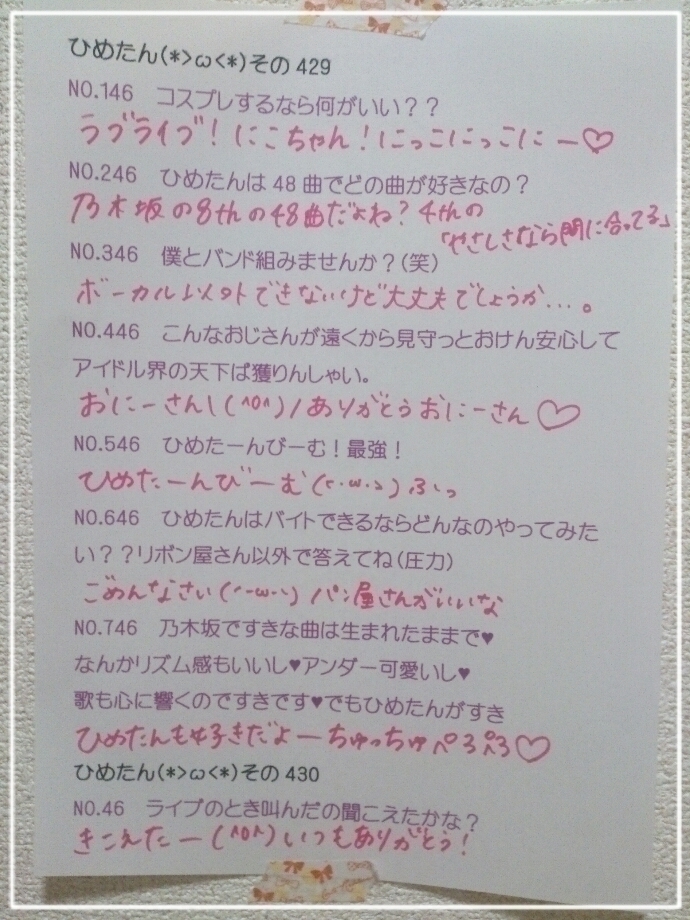 ひめたん(*>ω<*)その429
NO.146 コスプレするなら何がいい？？
ラブライブ！にこちゃん！にっこにっこにー♡
NO.246 ひめたんは48曲でどの曲が好きなの？
乃木坂の8thの48曲だよね？4thの
「やさしさなら間に合ってる」
NO.346 僕とバンド組みませんか？(笑)
ボーカル以外できないけど大丈夫でしょうか…。
NO.446 こんなおじさんが遠くから見守っとおけん安心して
アイドル界の天下ぱ獲りんしゃい。
おにーさん\(^o^)/ありがとうおにーさん♡
NO.546 ひめたーんびーむ！最強！
ひめたーんびーむ(´･ω･`)ふっ
NO.646 ひめたんはバイトできるならどんなのやってみた
い？？リボン屋さん以外で答えてね(圧力)
ごめんなさい(´-ω-`)パン屋さんがいいな
NO.746 乃木坂ですきな曲は生まれたままで♥
なんかリズム感もいいし♥アンダー可愛いし♥
歌も心に響くのですきです♥でもひめたんがすき
ひめたんも好きだよーちゅっちゅぺろぺろ♡
ひめたん(*>ω<*)その430
NO.46 ライブのとき叫んだの聞こえたかな？
きこえたー(^o^)いつもありがとう！